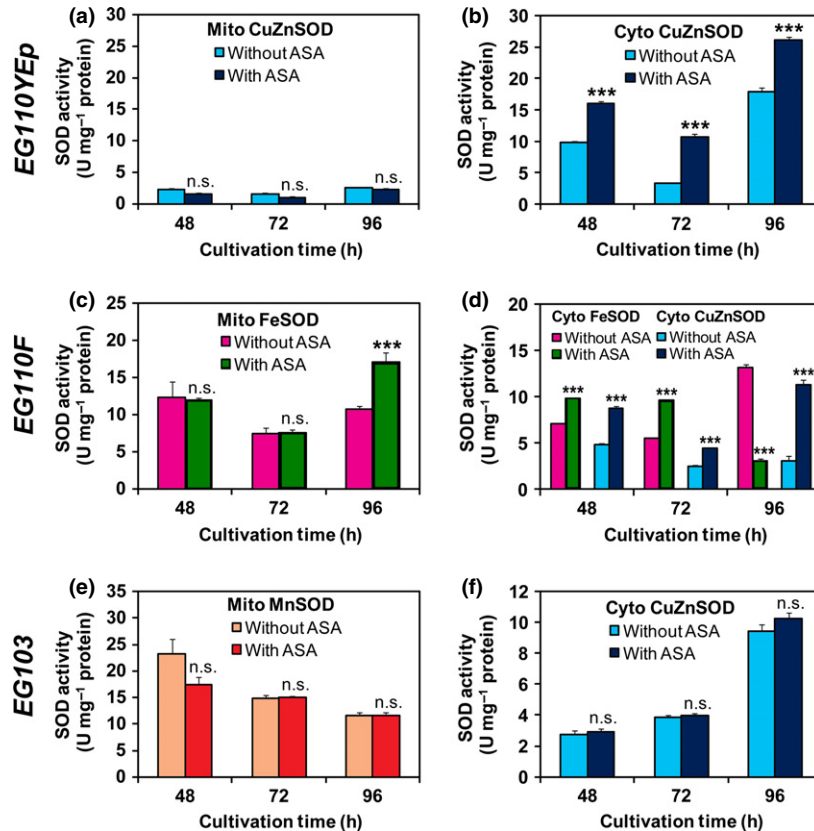 (a)
Mito CuZnSOD
Without ASA
With ASA
30
25
20
15
10
5
0
SOD activity
(U mg⁻¹ protein)
EG110YEp
n.s.
n.s.
n.s.
48
72
96
Cultivation time (h)
(b)
Cyto CuZnSOD
Without ASA
With ASA
30
25
20
15
10
5
0
SOD activity
(U mg⁻¹ protein)
***
***
***
48
72
96
Cultivation time (h)
(c)
Mito FeSOD
Without ASA
With ASA
25
20
15
10
5
0
SOD activity
(U mg⁻¹ protein)
EG110F
n.s.
n.s.
***
48
72
96
Cultivation time (h)
(d)
Cyto FeSOD Cyto CuZnSOD
Without ASA Without ASA
With ASA With ASA
20
15
10
5
0
SOD activity
(U mg⁻¹ protein)
*** ***
*** ***
*** ***
48
72
96
Cultivation time (h)
(e)
Mito MnSOD
Without ASA
With ASA
35
30
25
20
15
10
5
0
SOD activity
(U mg⁻¹ protein)
EG103
n.s.
n.s.
n.s.
48
72
96
Cultivation time (h)
(f)
Cyto CuZnSOD
Without ASA
With ASA
12
10
8
6
4
2
0
SOD activity
(U mg⁻¹ protein)
n.s.
n.s.
n.s.
48
72
96
Cultivation time (h)